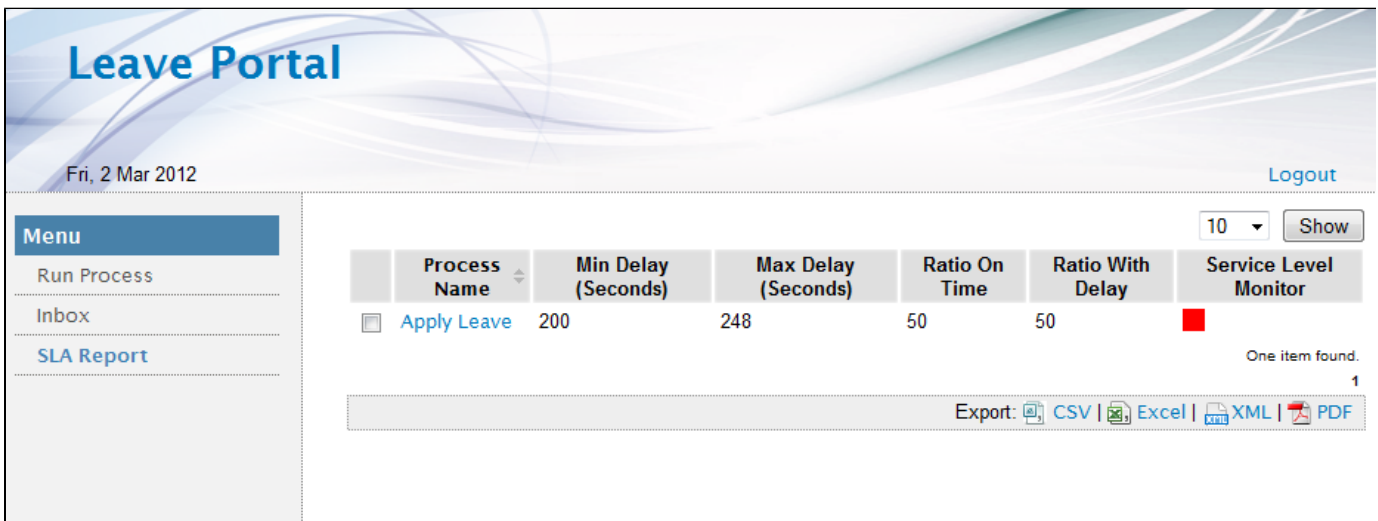 Leave Portal
Fri, 2 Mar 2012
Logout
Menu
Run Process
Inbox
SLA Report
10
Show
Process Name
Min Delay (Seconds)
Max Delay (Seconds)
Ratio On Time
Ratio With Delay
Service Level Monitor
Apply Leave 200 248 50 50
One item found.
1
Export: CSV | Excel | XML | PDF